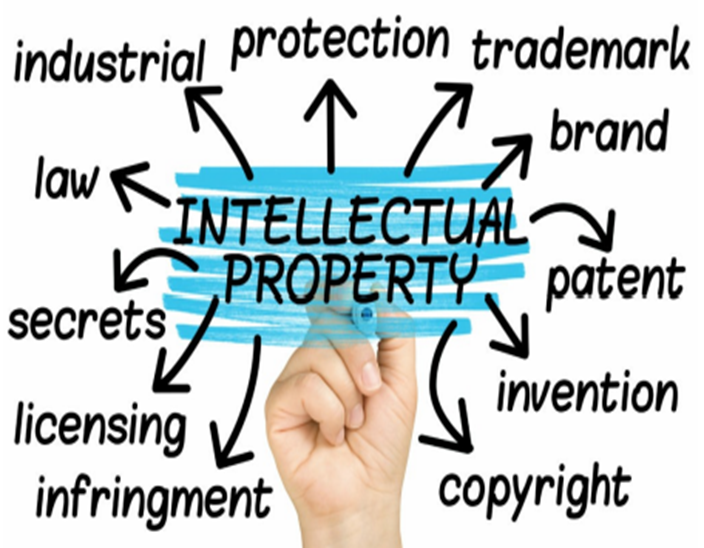 industrial
protection
trademark
brand
law
INTELLECTUAL
PROPERTY
patent
secrets
invention
licensing
copyright
infringment